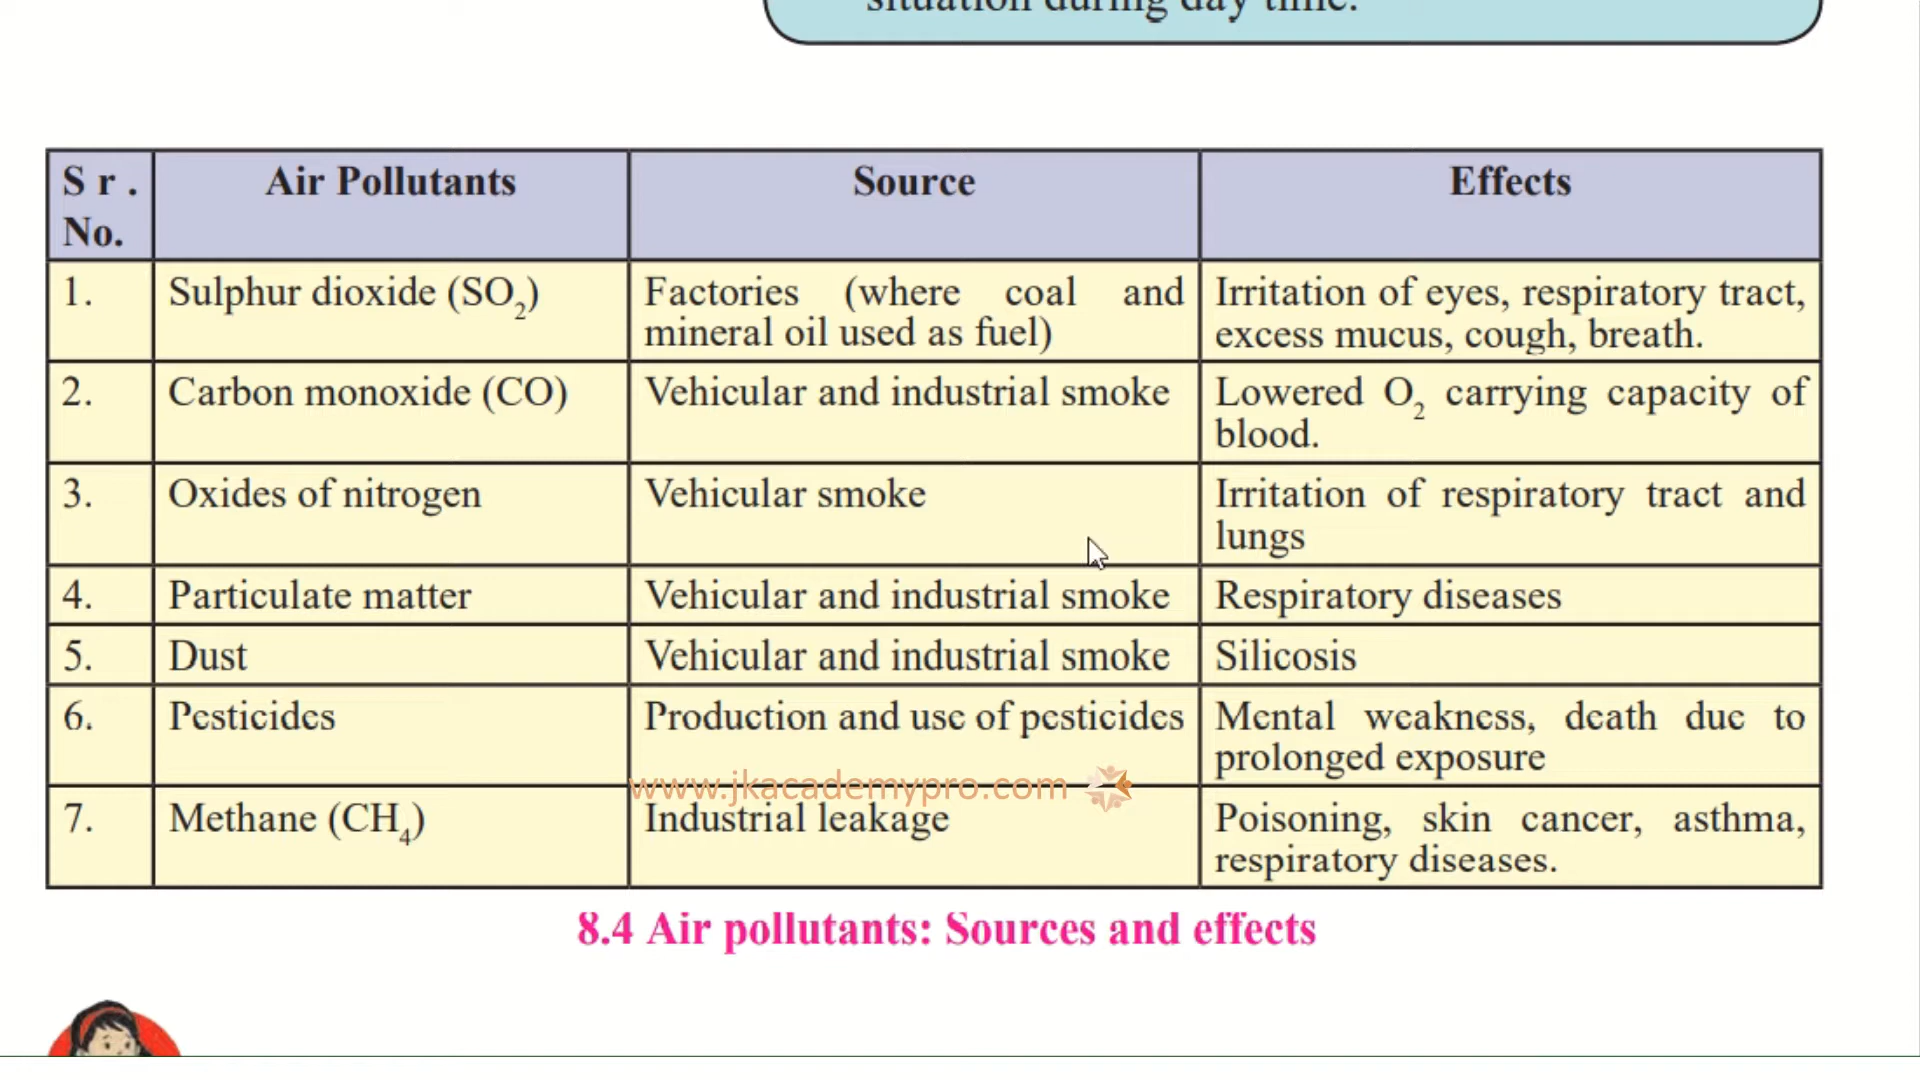 situation during day time.
Sr. No. Air Pollutants Source Effects
1. Sulphur dioxide (SO2) Factories (where coal and mineral oil used as fuel) Irritation of eyes, respiratory tract, excess mucus, cough, breath.
2. Carbon monoxide (CO) Vehicular and industrial smoke Lowered O2 carrying capacity of blood.
3. Oxides of nitrogen Vehicular smoke Irritation of respiratory tract and lungs
4. Particulate matter Vehicular and industrial smoke Respiratory diseases
5. Dust Vehicular and industrial smoke Silicosis
6. Pesticides Production and use of pesticides Mental weakness, death due to prolonged exposure
www.jkacademypro.com
7. Methane (CH4) Industrial leakage Poisoning, skin cancer, asthma, respiratory diseases.
8.4 Air pollutants: Sources and effects